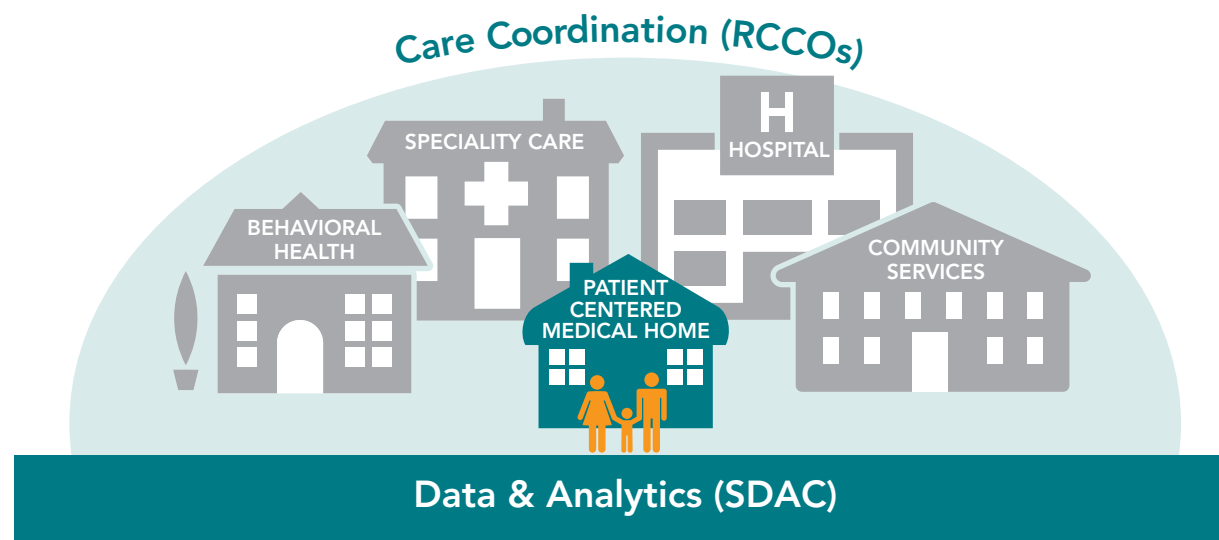 Care Coordination (RCCOs)
SPECIALITY CARE
H
HOSPITAL
BEHAVIORAL
HEALTH
COMMUNITY
SERVICES
PATIENT
CENTERED
MEDICAL HOME
Data & Analytics (SDAC)